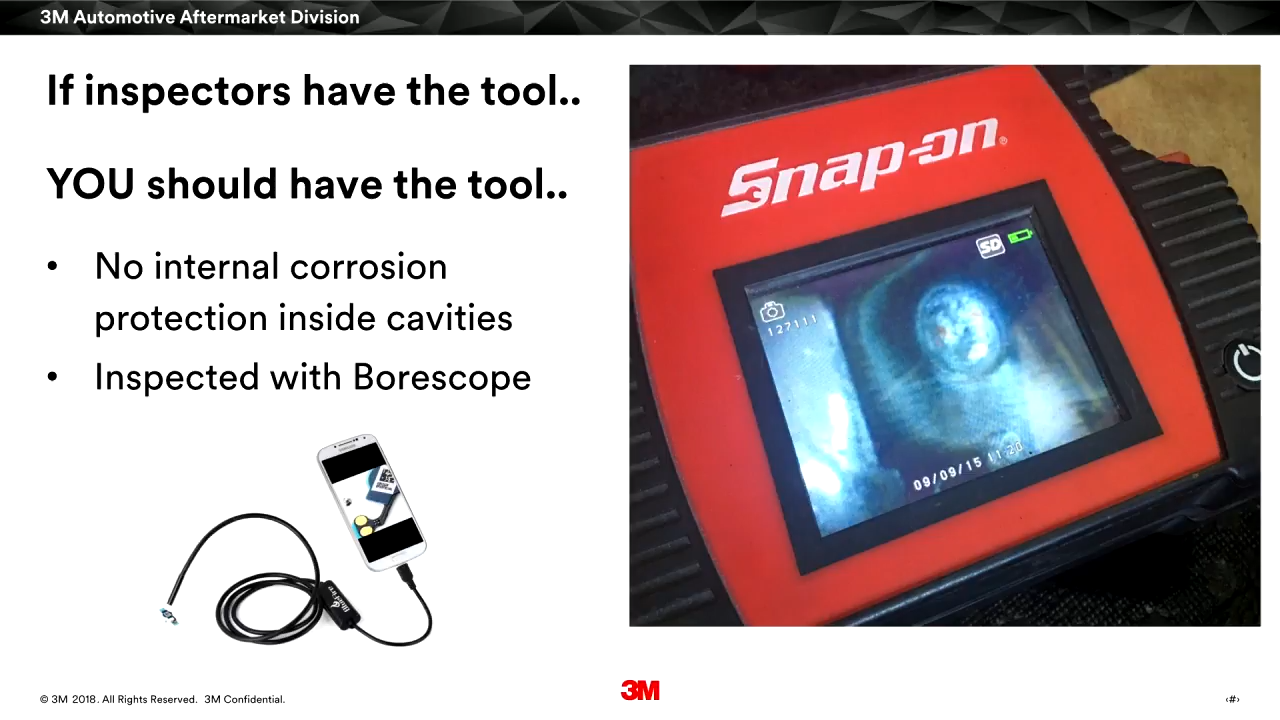 3M Automotive Aftermarket Division
If inspectors have the tool..
YOU should have the tool..
• No internal corrosion
protection inside cavities
• Inspected with Borescope
Snap-on®
SD
127111
09/09/15 11:20
© 3M 2018. All Rights Reserved. 3M Confidential.
3M
‹#›